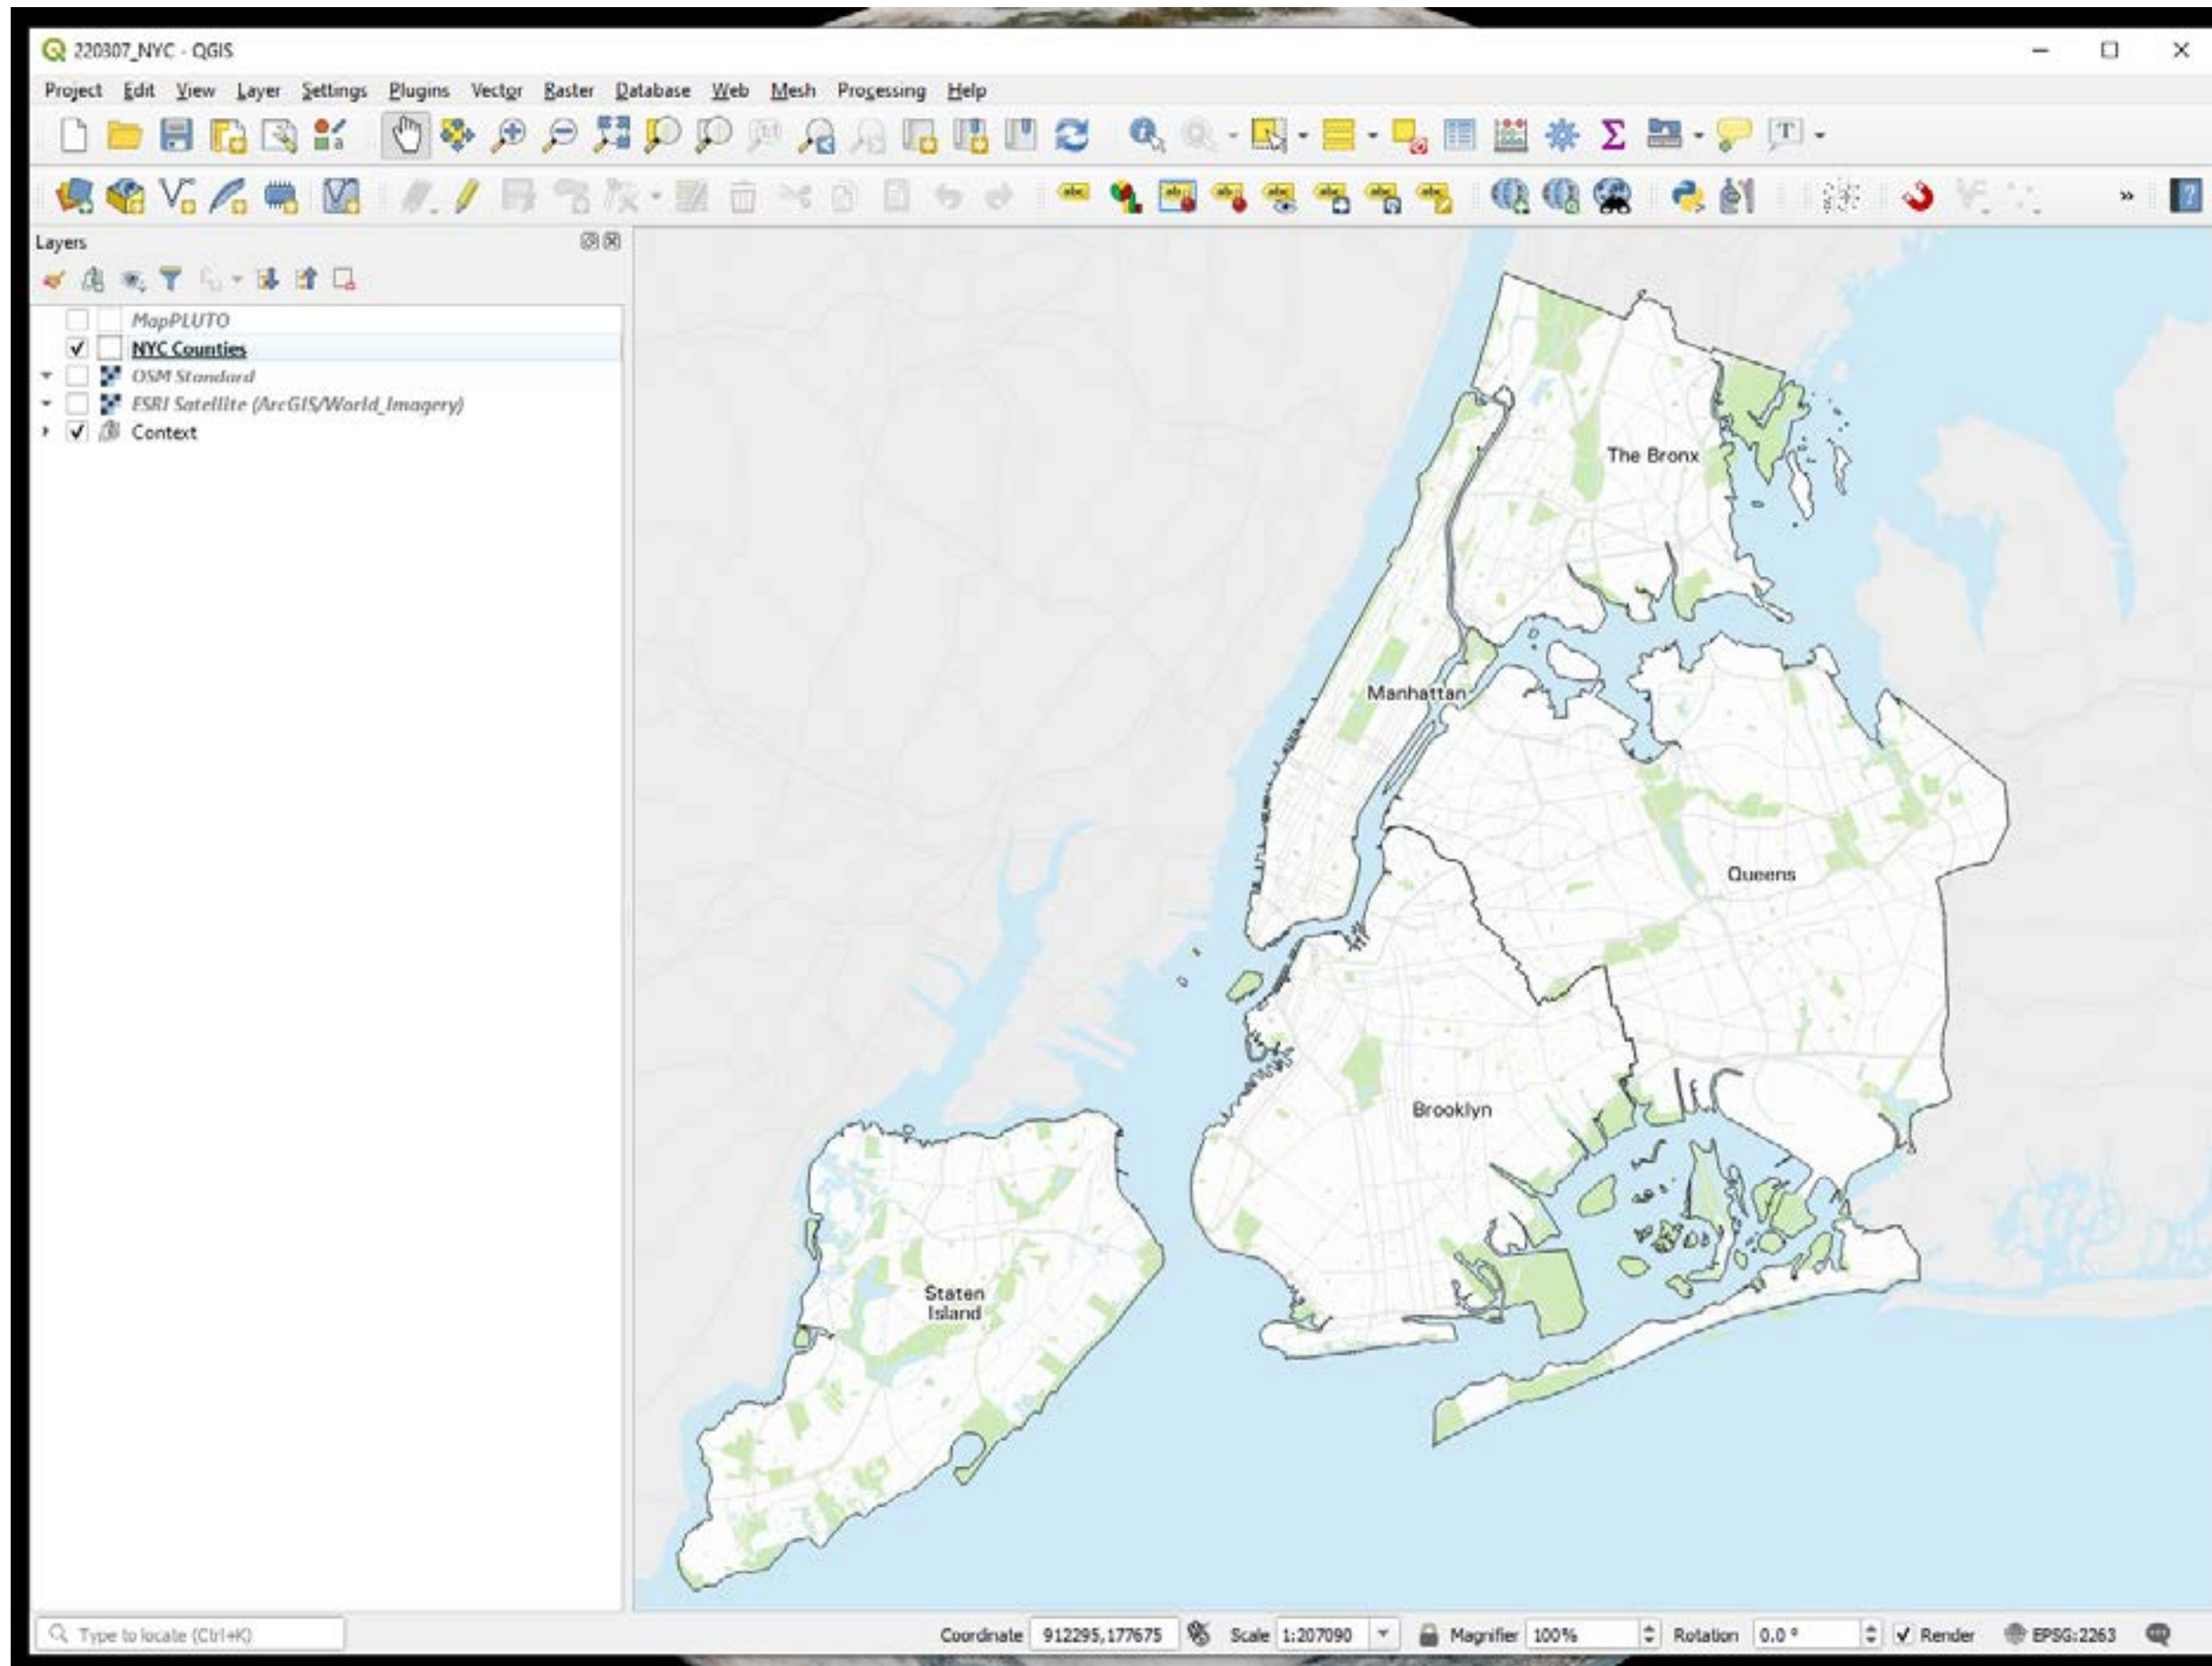 220307_NYC - QGIS
Project Edit View Layer Settings Plugins Vector Raster Database Web Mesh Processing Help
Layers
MapPLUTO
NYC Counties
OSM Standard
ESRI Satellite (ArcGIS/World_Imagery)
Context
The Bronx
Manhattan
Queens
Brooklyn
Staten
Island
Type to locate (Ctrl+K)
Coordinate 912295,177675 Scale 1:207090 Magnifier 100% Rotation 0.0 ° Render EPSG:2263